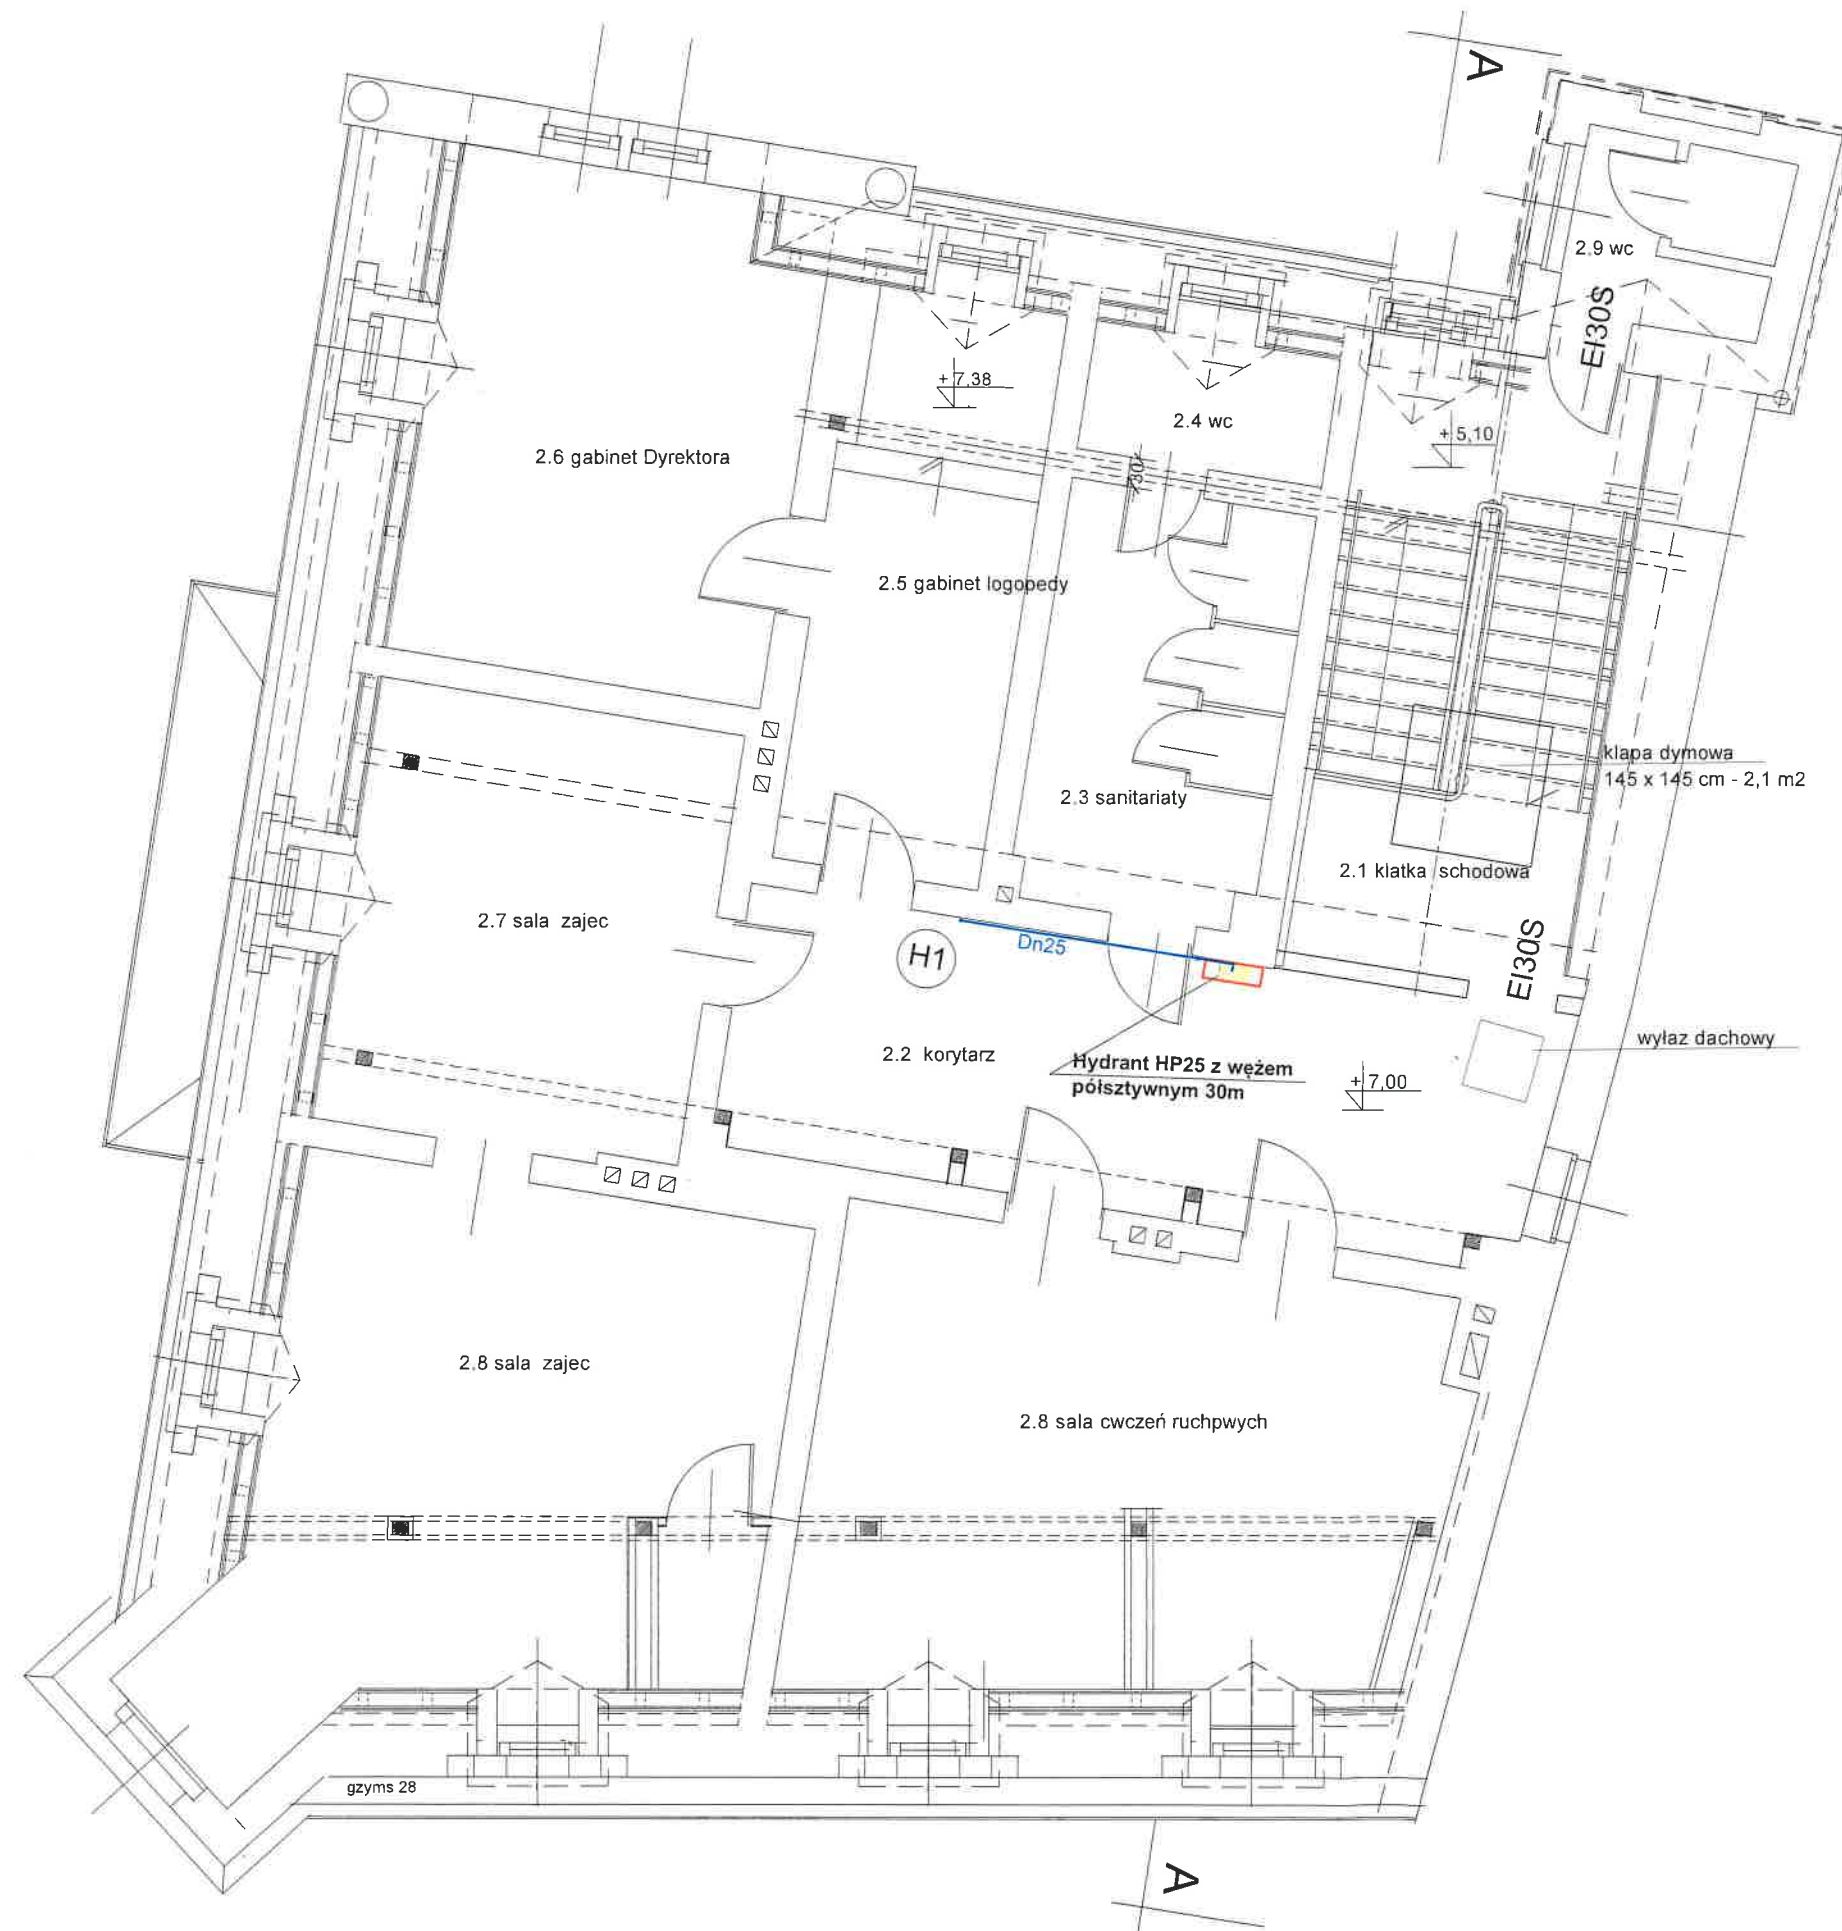 A
2.9 wc
EI30S
+ 7,38
2.4 wc
+ 5,10
2.6 gabinet Dyrektora
30
2.5 gabinet logopedy
klapa dymowa
145 x 145 cm - 2,1 m2
2.3 sanitariaty
2.1 klatka schodowa
2.7 sala zajec
Dn25
H1
EI30S
2.2 korytarz
Hydrant HP25 z wężem
półsztywnym 30m
+ 7,00
wyłaz dachowy
2.8 sala zajec
2.8 sala cwczeń ruchpwych
gzyms 28
A